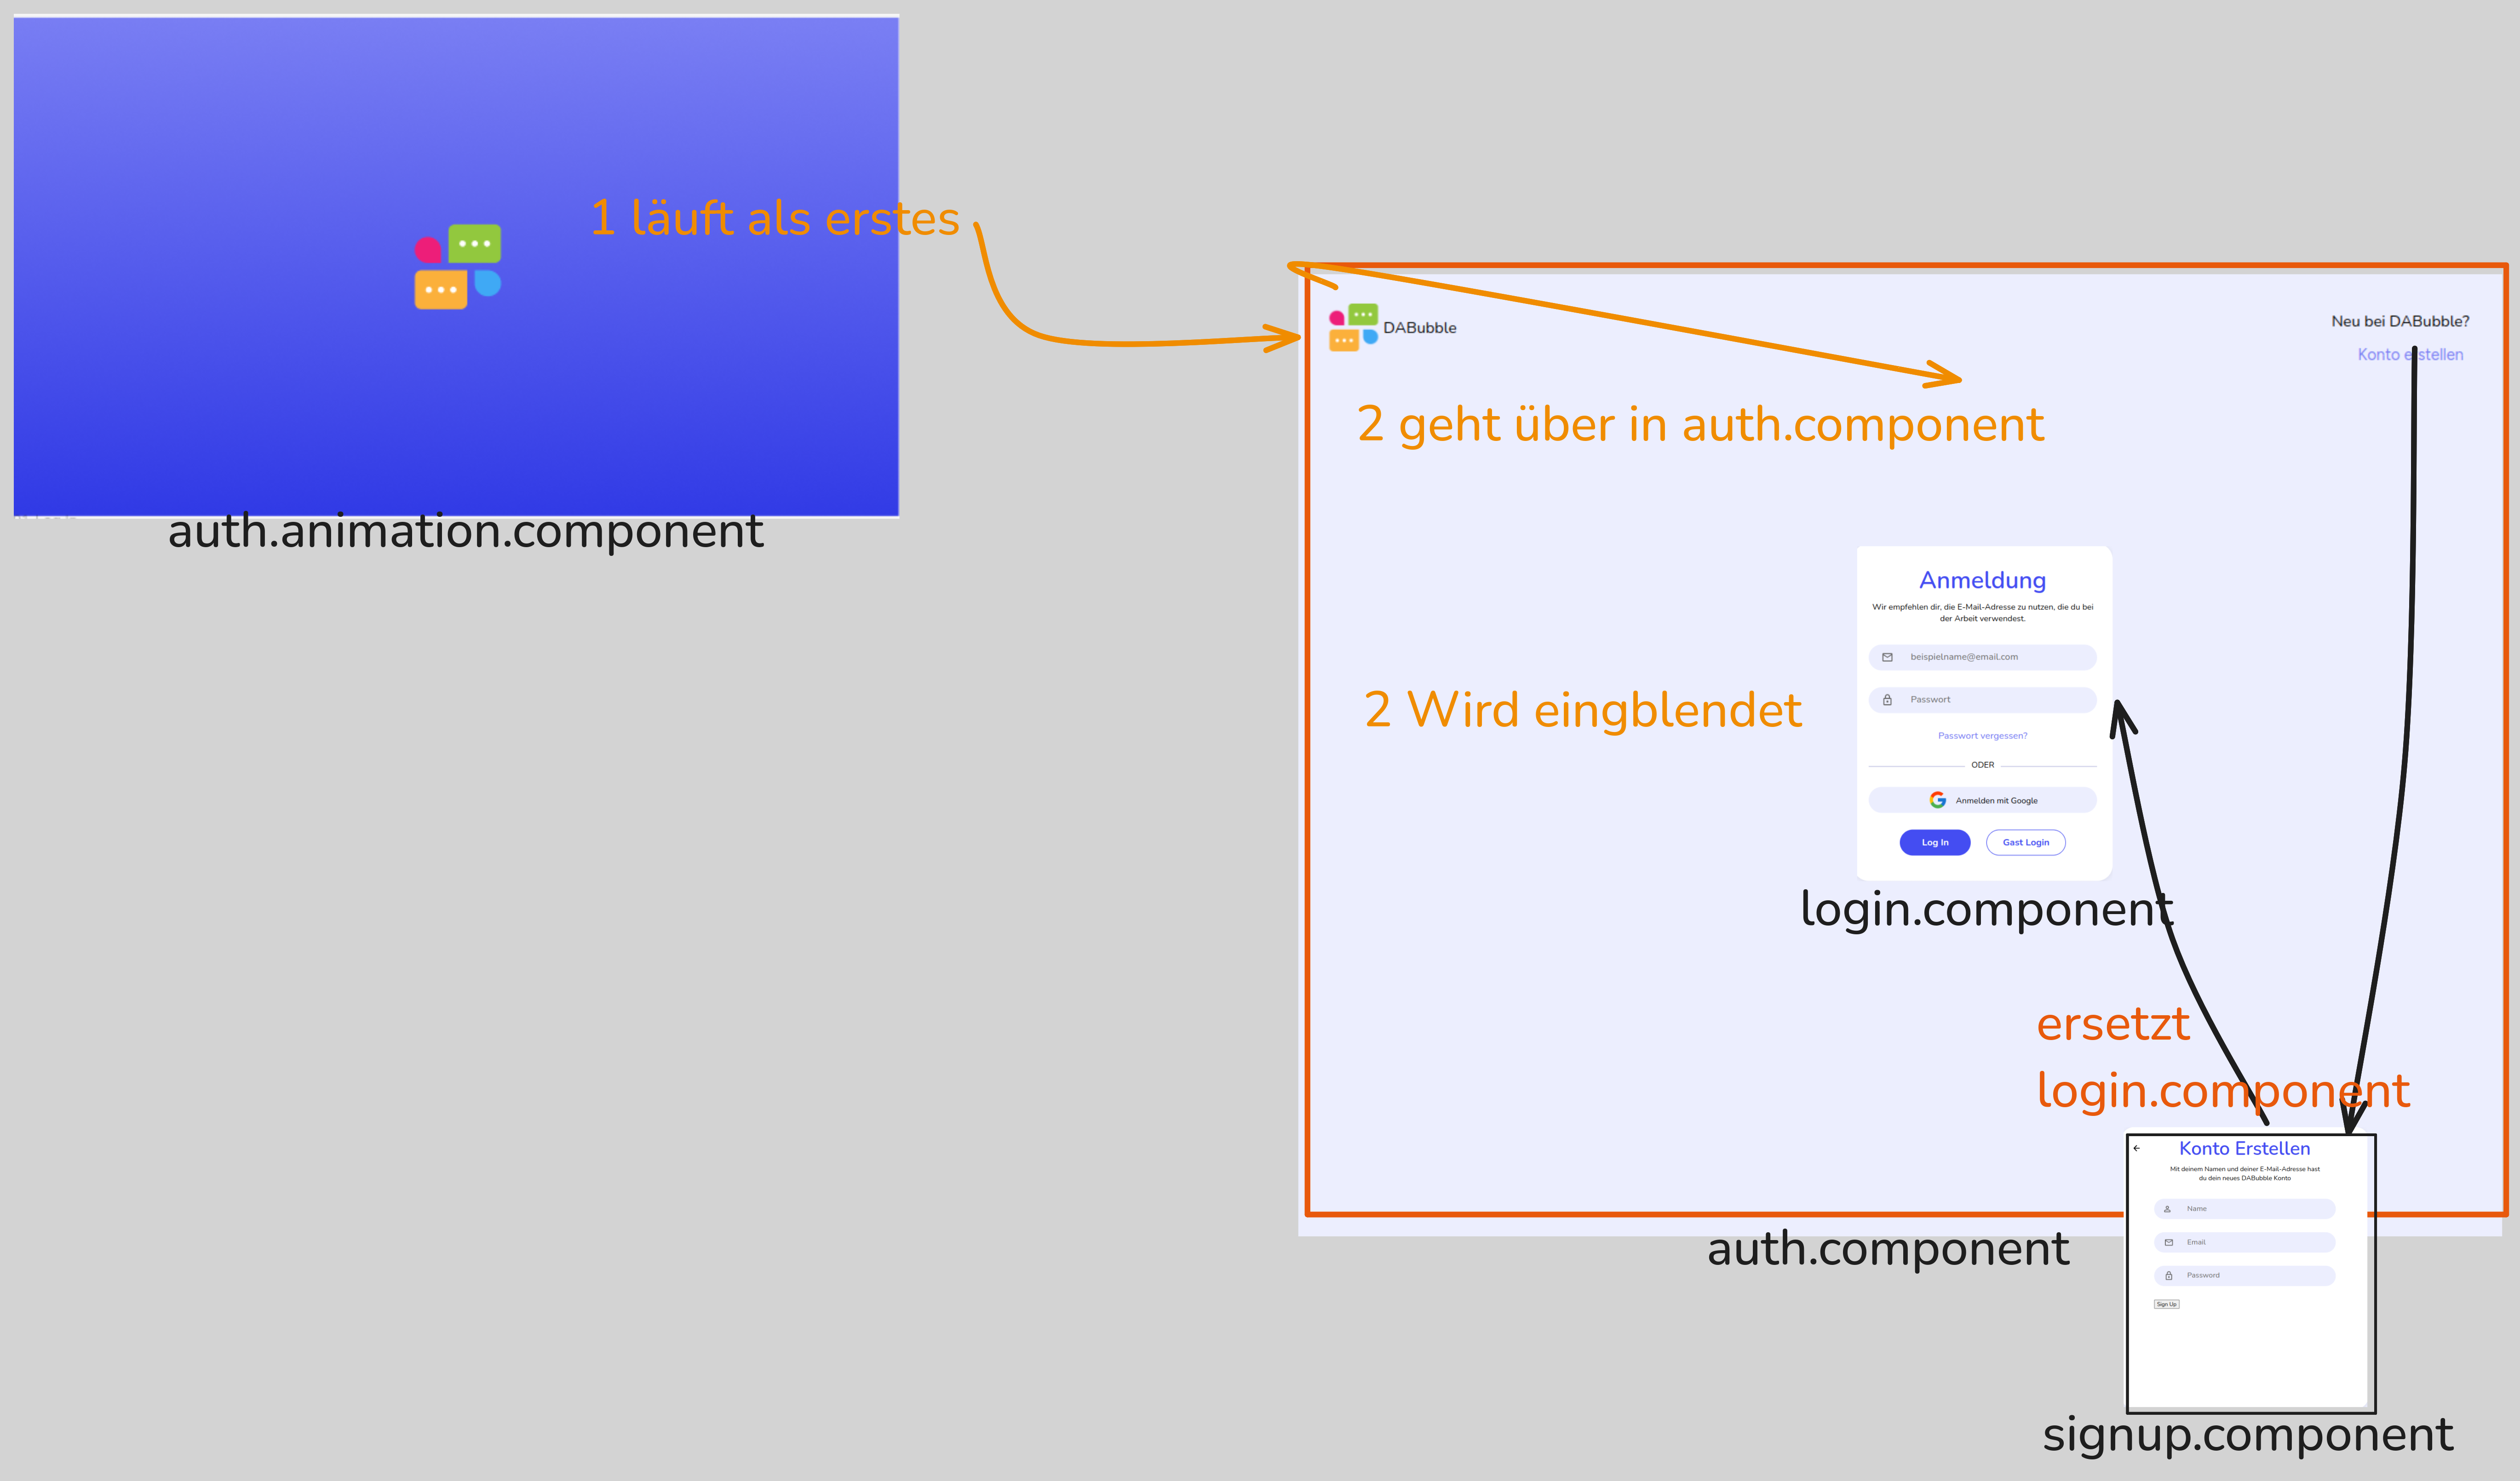 1 läuft als erstes
auth.animation.component
DABubble
Neu bei DABubble?
Konto erstellen
2 geht über in auth.component
Anmeldung
Wir empfehlen dir, die E-Mail-Adresse zu nutzen, die du bei
der Arbeit verwendest.
beispielname@email.com
Passwort
2 Wird eingblendet
Passwort vergessen?
ODER
Anmelden mit Google
Log In
Gast Login
login.component
ersetzt
login.component
Konto Erstellen
Mit deinem Namen und deiner E-Mail-Adresse hast
du dein neues DABubble Konto
Name
Email
Password
Sign Up
auth.component
signup.component